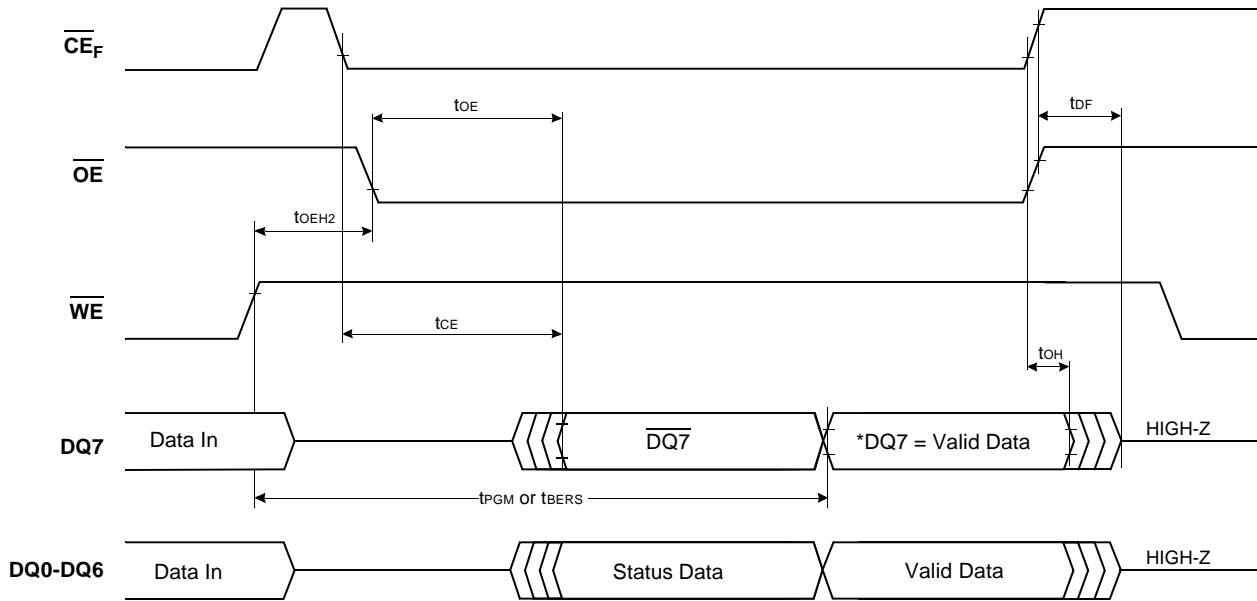 CEF
tOE
tDF
OE
tOEH2
WE
tCE
tOH
DQ7
Data In
DQ7
*DQ7 = Valid Data
HIGH-Z
tPGM or tBERS
DQ0-DQ6
Data In
Status Data
Valid Data
HIGH-Z